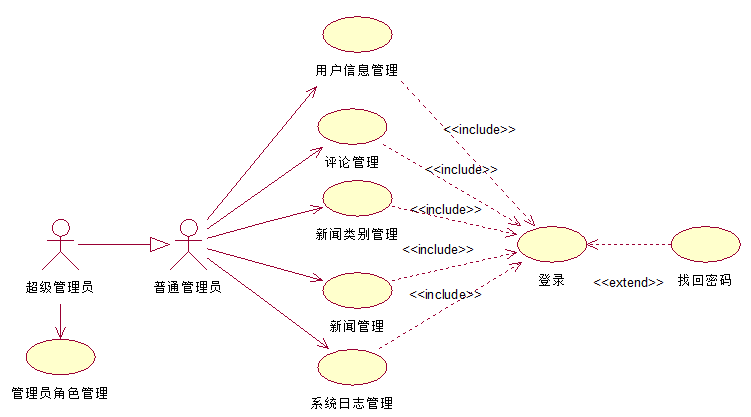 用户信息管理
<<include>>
评论管理
<<include>>
新闻类别管理
<<include>>
<<include>>
超级管理员
普通管理员
登录
<<extend>>
找回密码
<<include>>
新闻管理
管理员角色管理
系统日志管理